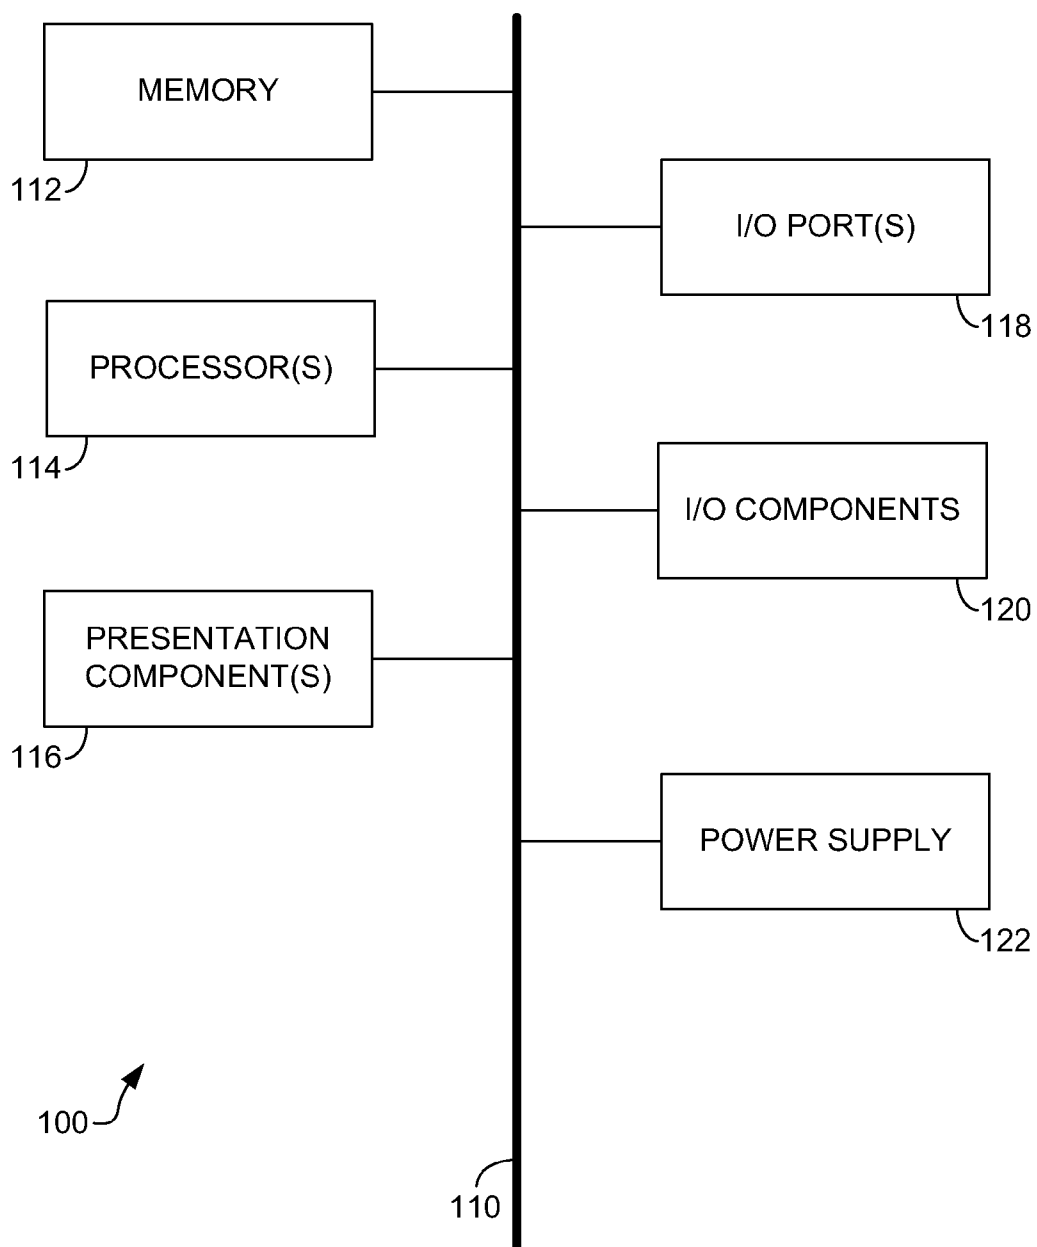 MEMORY
112
I/O PORT(S)
118
PROCESSOR(S)
114
I/O COMPONENTS
120
PRESENTATION
COMPONENT(S)
116
POWER SUPPLY
122
100
110